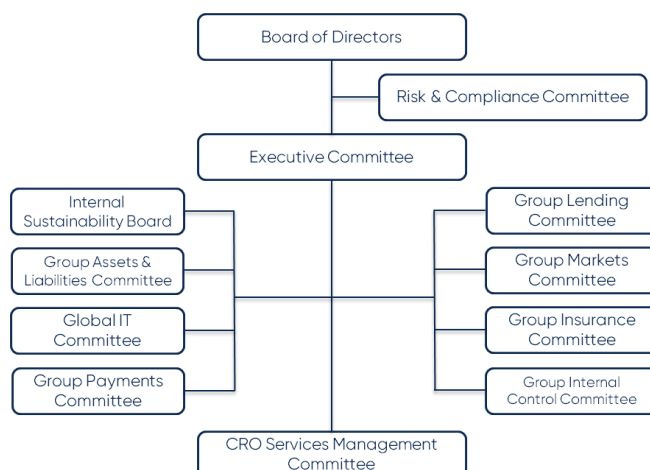 Board of Directors
Risk & Compliance Committee
Executive Committee
Internal
Sustainability Board
Group Assets &
Liabilities Committee
Global IT
Committee
Group Payments
Committee
Group Lending
Committee
Group Markets
Committee
Group Insurance
Committee
Group Internal
Control Committee
CRO Services Management
Committee